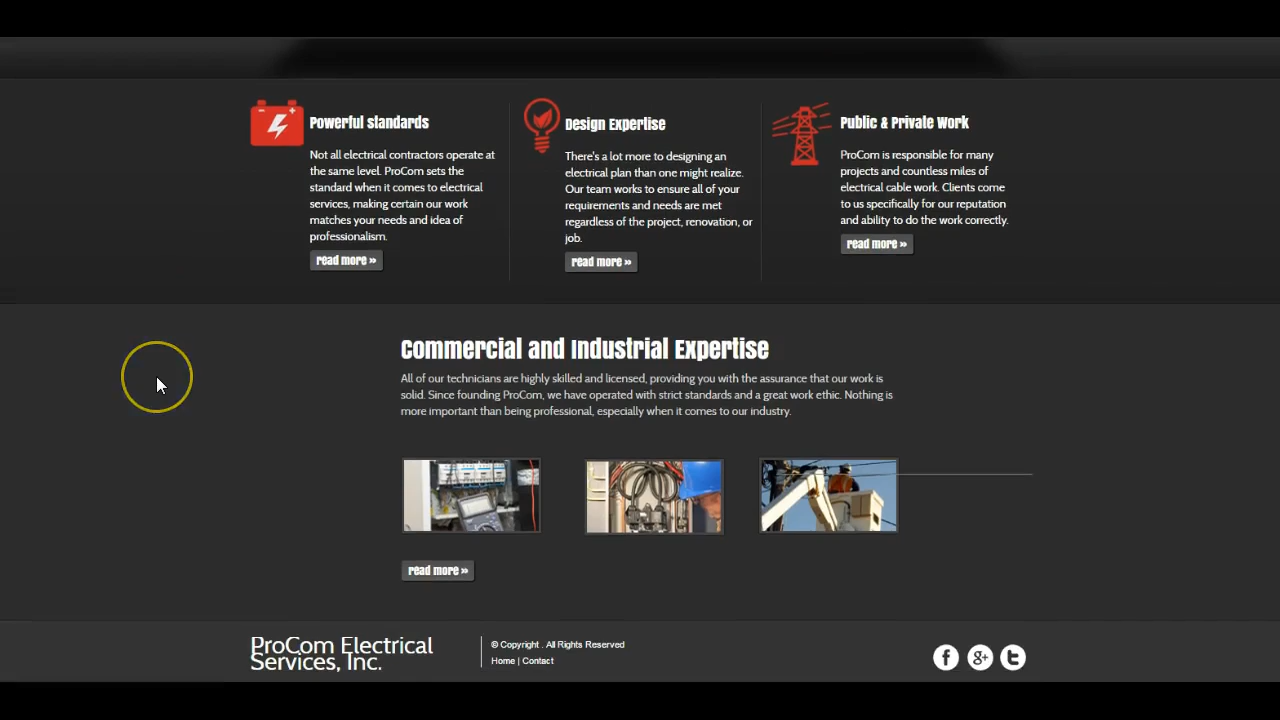 Powerful standards
Not all electrical contractors operate at
the same level. ProCom sets the
standard when it comes to electrical
services, making certain our work
matches your needs and idea of
professionalism.
read more »
Design Expertise
There's a lot more to designing an
electrical plan than one might realize.
Our team works to ensure all of your
requirements and needs are met
regardless of the project, renovation, or
job.
read more »
Public & Private Work
ProCom is responsible for many
projects and countless miles of
electrical cable work. Clients come
to us specifically for our reputation
and ability to do the work correctly.
read more »
Commercial and Industrial Expertise
All of our technicians are highly skilled and licensed, providing you with the assurance that our work is
solid. Since founding ProCom, we have operated with strict standards and a great work ethic. Nothing is
more important than being professional, especially when it comes to our industry.
read more »
ProCom Electrical
Services, Inc.
© Copyright . All Rights Reserved
Home | Contact